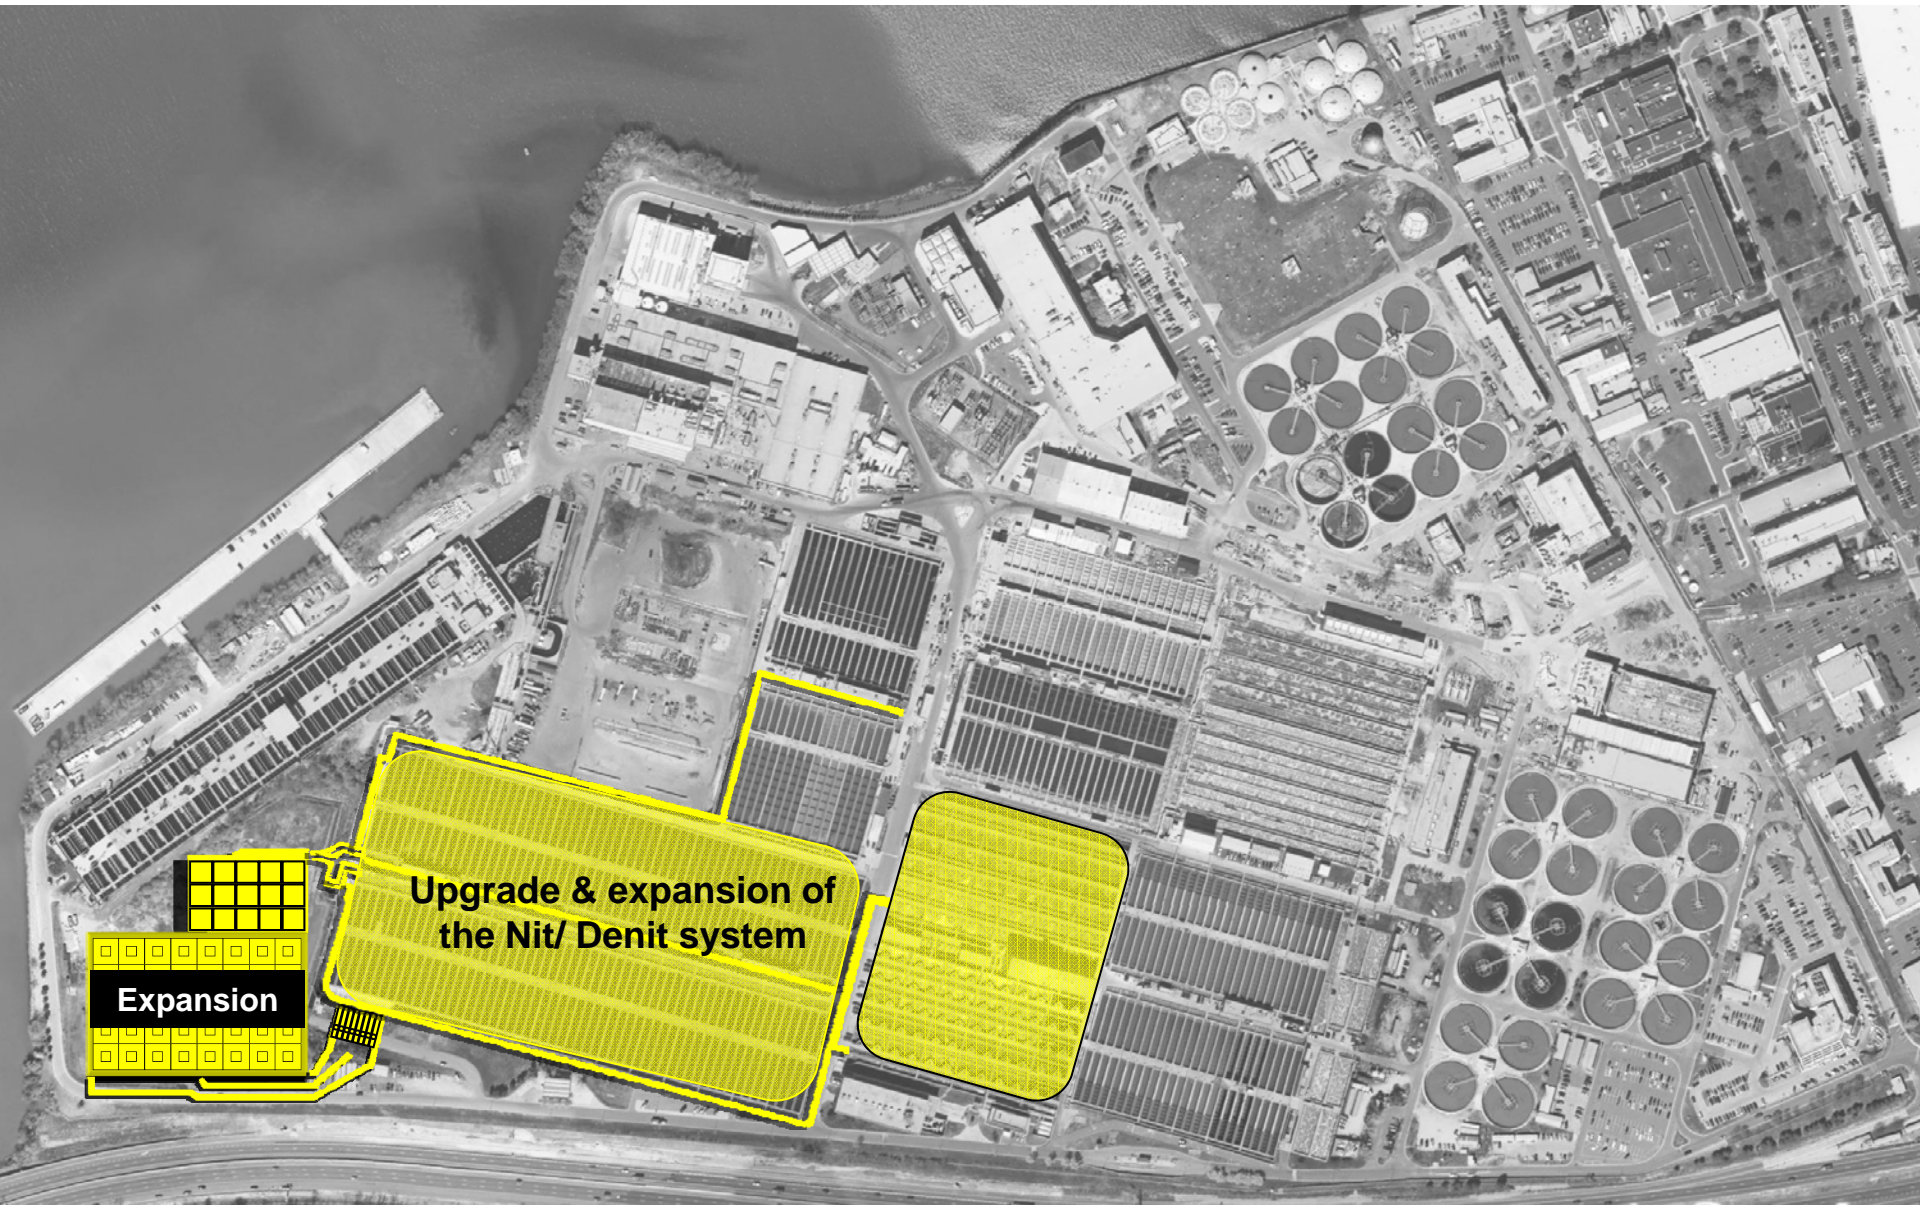 Upgrade & expansion of
the Nit/ Denit system
Expansion